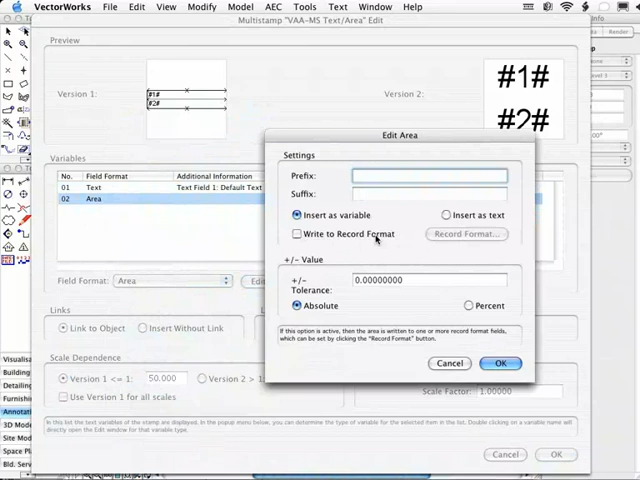 VectorWorks File Edit View Modify Model AEC Tools Text Window Help
Multistamp "VAA-MS Text/Area" Edit
Info
Render
Preview
Version 1:
#1#
#2#
Version 2:
#1#
#2#
Edit Area
Settings
Prefix:
Suffix:
Insert as variable
Insert as text
Write to Record Format
Record Format...
+/- Value
+/-
Tolerance:
0.00000000
Absolute
Percent
If this option is active, then the area is written to one or more record format fields,
which can be set by clicking the "Record Format" button.
Cancel
OK
Variables
No. Field Format Additional Information
01 Text Text Field 1: Default Text
02 Area
Field Format: Area
Links
Link to Object
Insert Without Link
Scale Dependence
Version 1 <= 1: 50.000
Version 2 > 1:
Use Version 1 for all scales
Scale Factor: 1.00000
In this list the text variables of the stamp are displayed. In the popup menu below, you can determine the type of variable for the selected item in the list. Double clicking on a variable name will
directly open the Edit window for that variable type.
Cancel
OK
Visualisa
Building
Detailing
Furnishin
Annotatio
3D Mode
Site Mod
Space Pl
Bld. Serv